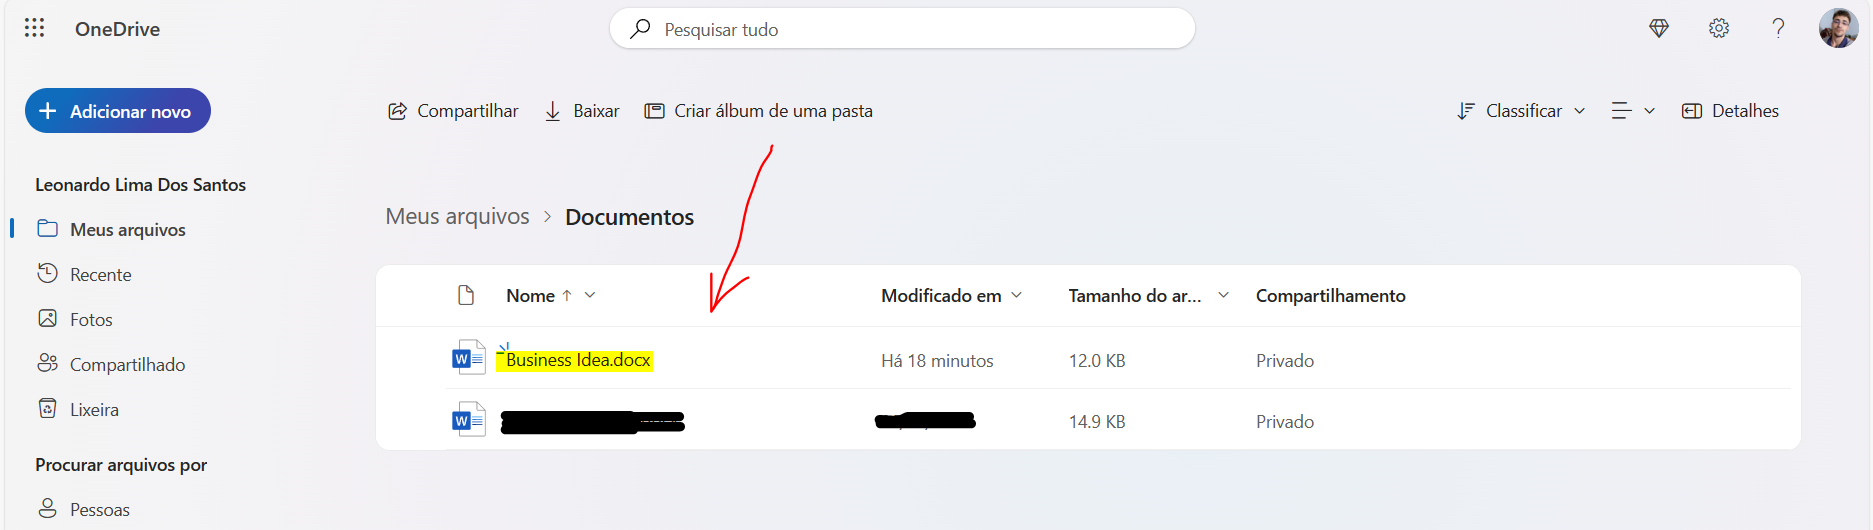 OneDrive
Pesquisar tudo
Adicionar novo
Compartilhar
Baixar
Criar álbum de uma pasta
Classificar
Detalhes
Leonardo Lima Dos Santos
Meus arquivos
Recente
Fotos
Compartilhado
Lixeira
Procurar arquivos por
Pessoas
Meus arquivos > Documentos
Nome ↑ Modificado em Tamanho do ar... Compartilhamento
Business Idea.docx Há 18 minutos 12.0 KB Privado
14.9 KB Privado